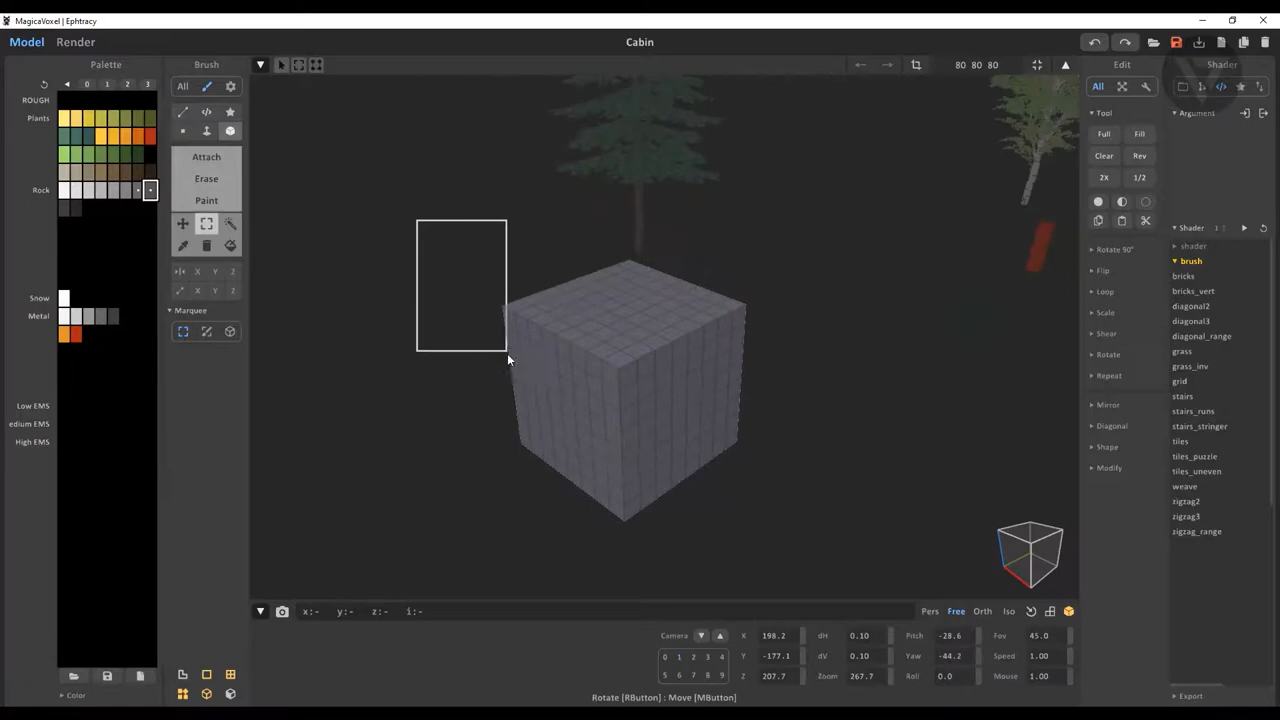 MagicaVoxel | Ephtracy
Model Render
Cabin
Palette
0 1 2 3
ROUGH
Plants
Rock
Snow
Metal
Low EMS
edium EMS
High EMS
Color
Brush
All
Attach
Erase
Paint
X Y Z
X Y Z
Marquee
80 80 80
x:- y:- z:- i:-
Pers Free Orth Iso
Camera
0 1 2 3 4
5 6 7 8 9
X 198.2 dH 0.10 Pitch -28.6 Fov 45.0
Y -177.1 dV 0.10 Yaw -44.2 Speed 1.00
Z 207.7 Zoom 267.7 Roll 0.0 Mouse 1.00
Rotate [RButton] : Move [MButton]
Edit
All
Tool
Full Fill
Clear Rev
2X 1/2
Rotate 90°
Flip
Loop
Scale
Shear
Rotate
Repeat
Mirror
Diagonal
Shape
Modify
Shader
Argument
Shader 1
shader
brush
bricks
bricks_vert
diagonal2
diagonal3
diagonal_range
grass
grass_inv
grid
stairs
stairs_runs
stairs_stringer
tiles
tiles_puzzle
tiles_uneven
weave
zigzag2
zigzag3
zigzag_range
Export